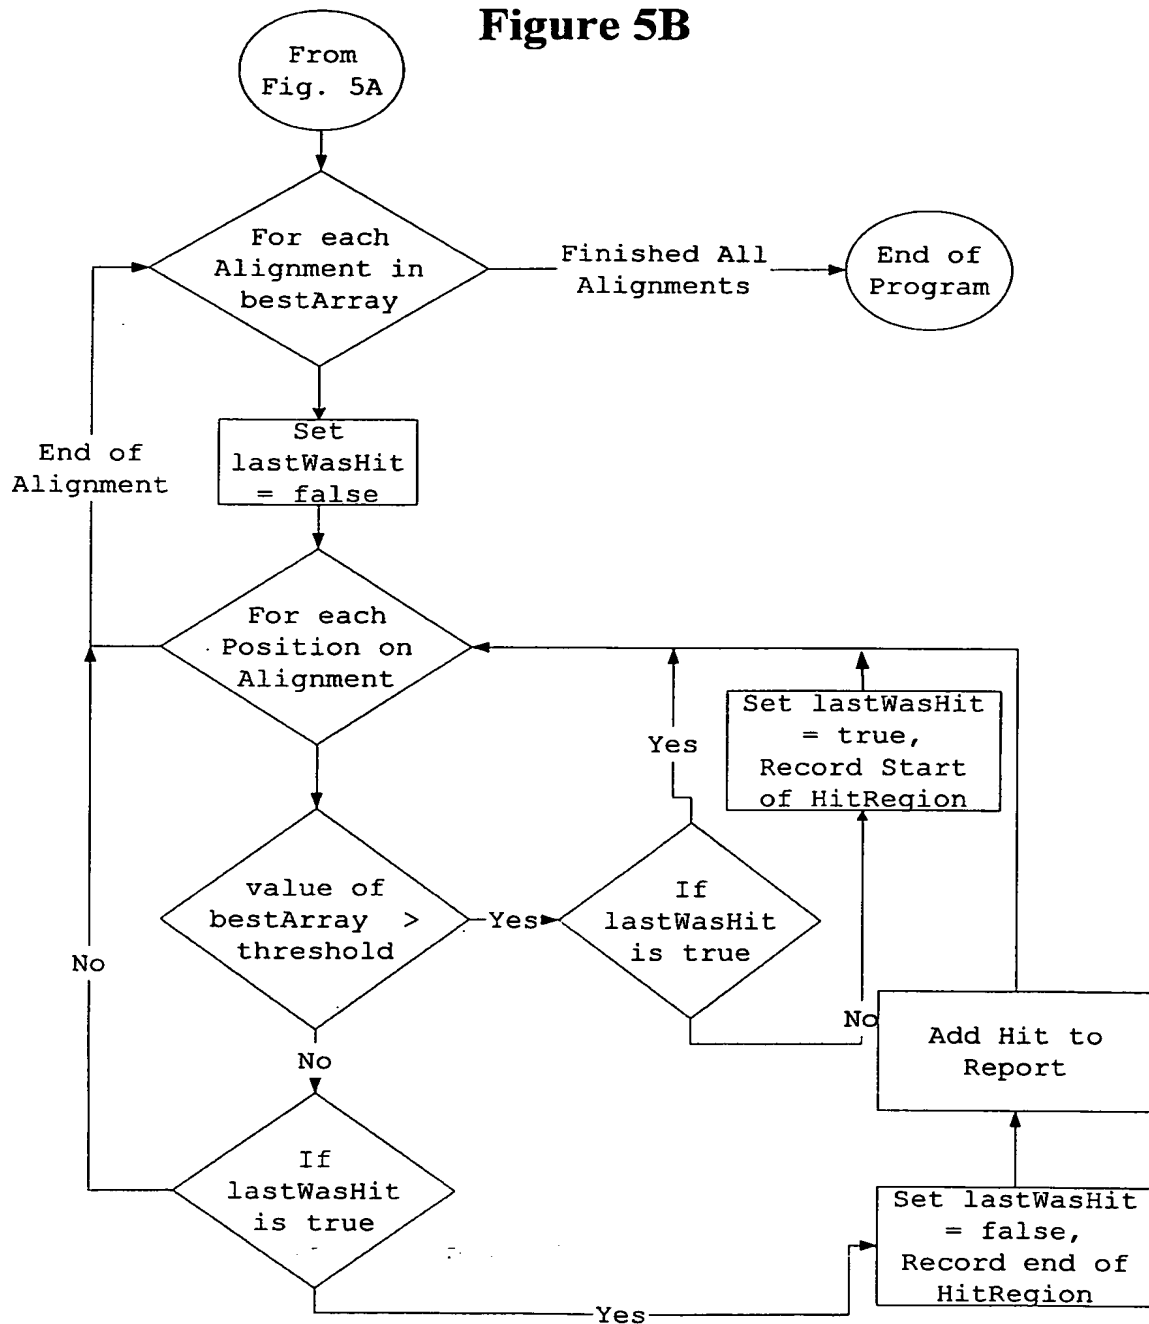 Figure 5B
From
Fig. 5A
For each
Alignment in
bestArray
Finished All
Alignments
End of
Program
End of
Alignment
Set
lastWasHit
= false
For each
Position on
Alignment
Yes
Set lastWasHit
= true,
Record Start
of HitRegion
value of
bestArray >
threshold
Yes
If
lastWasHit
is true
No
No
Add Hit to
Report
No
If
lastWasHit
is true
Set lastWasHit
= false,
Record end of
HitRegion
Yes